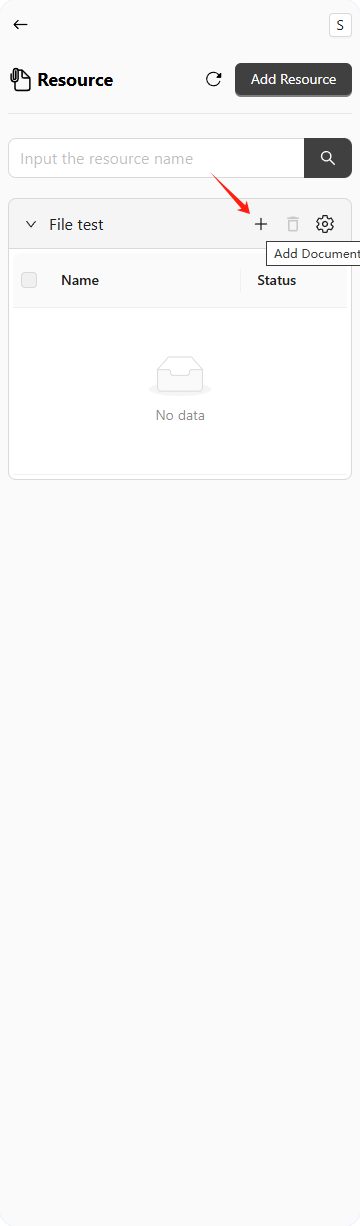 S
Resource
Add Resource
Input the resource name
File test
Add Document
Name
Status
No data